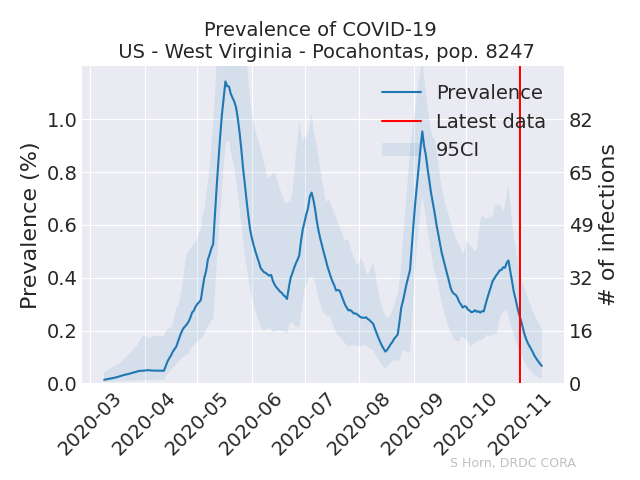 Prevalence of COVID-19
US - West Virginia - Pocahontas, pop. 8247
Prevalence
Latest data
95CI
Prevalence (%)
1.0
0.8
0.6
0.4
0.2
0.0
82
65
49
32
16
0
# of infections
2020-03
2020-04
2020-05
2020-06
2020-07
2020-08
2020-09
2020-10
2020-11
S Horn, DRDC CORA